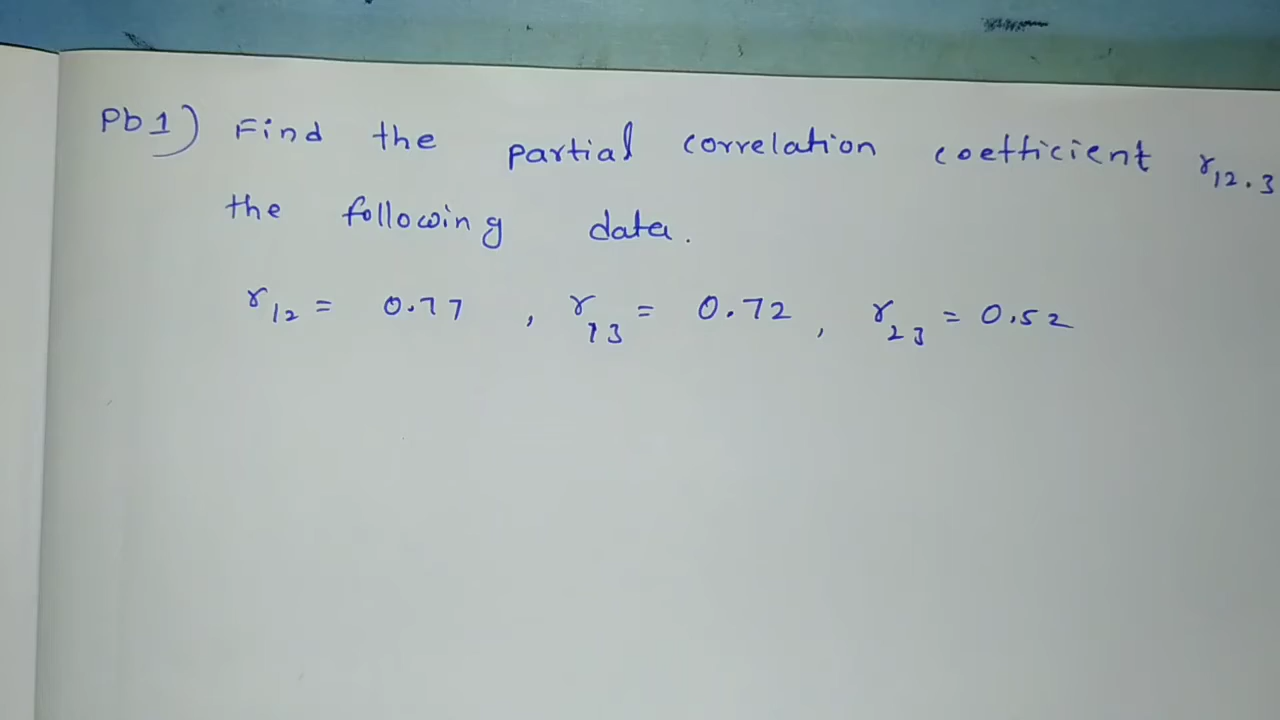 Pb 1) Find the partial correlation coefficient r12.3
the following data.
r12 = 0.77 , r13 = 0.72 , r23 = 0.52